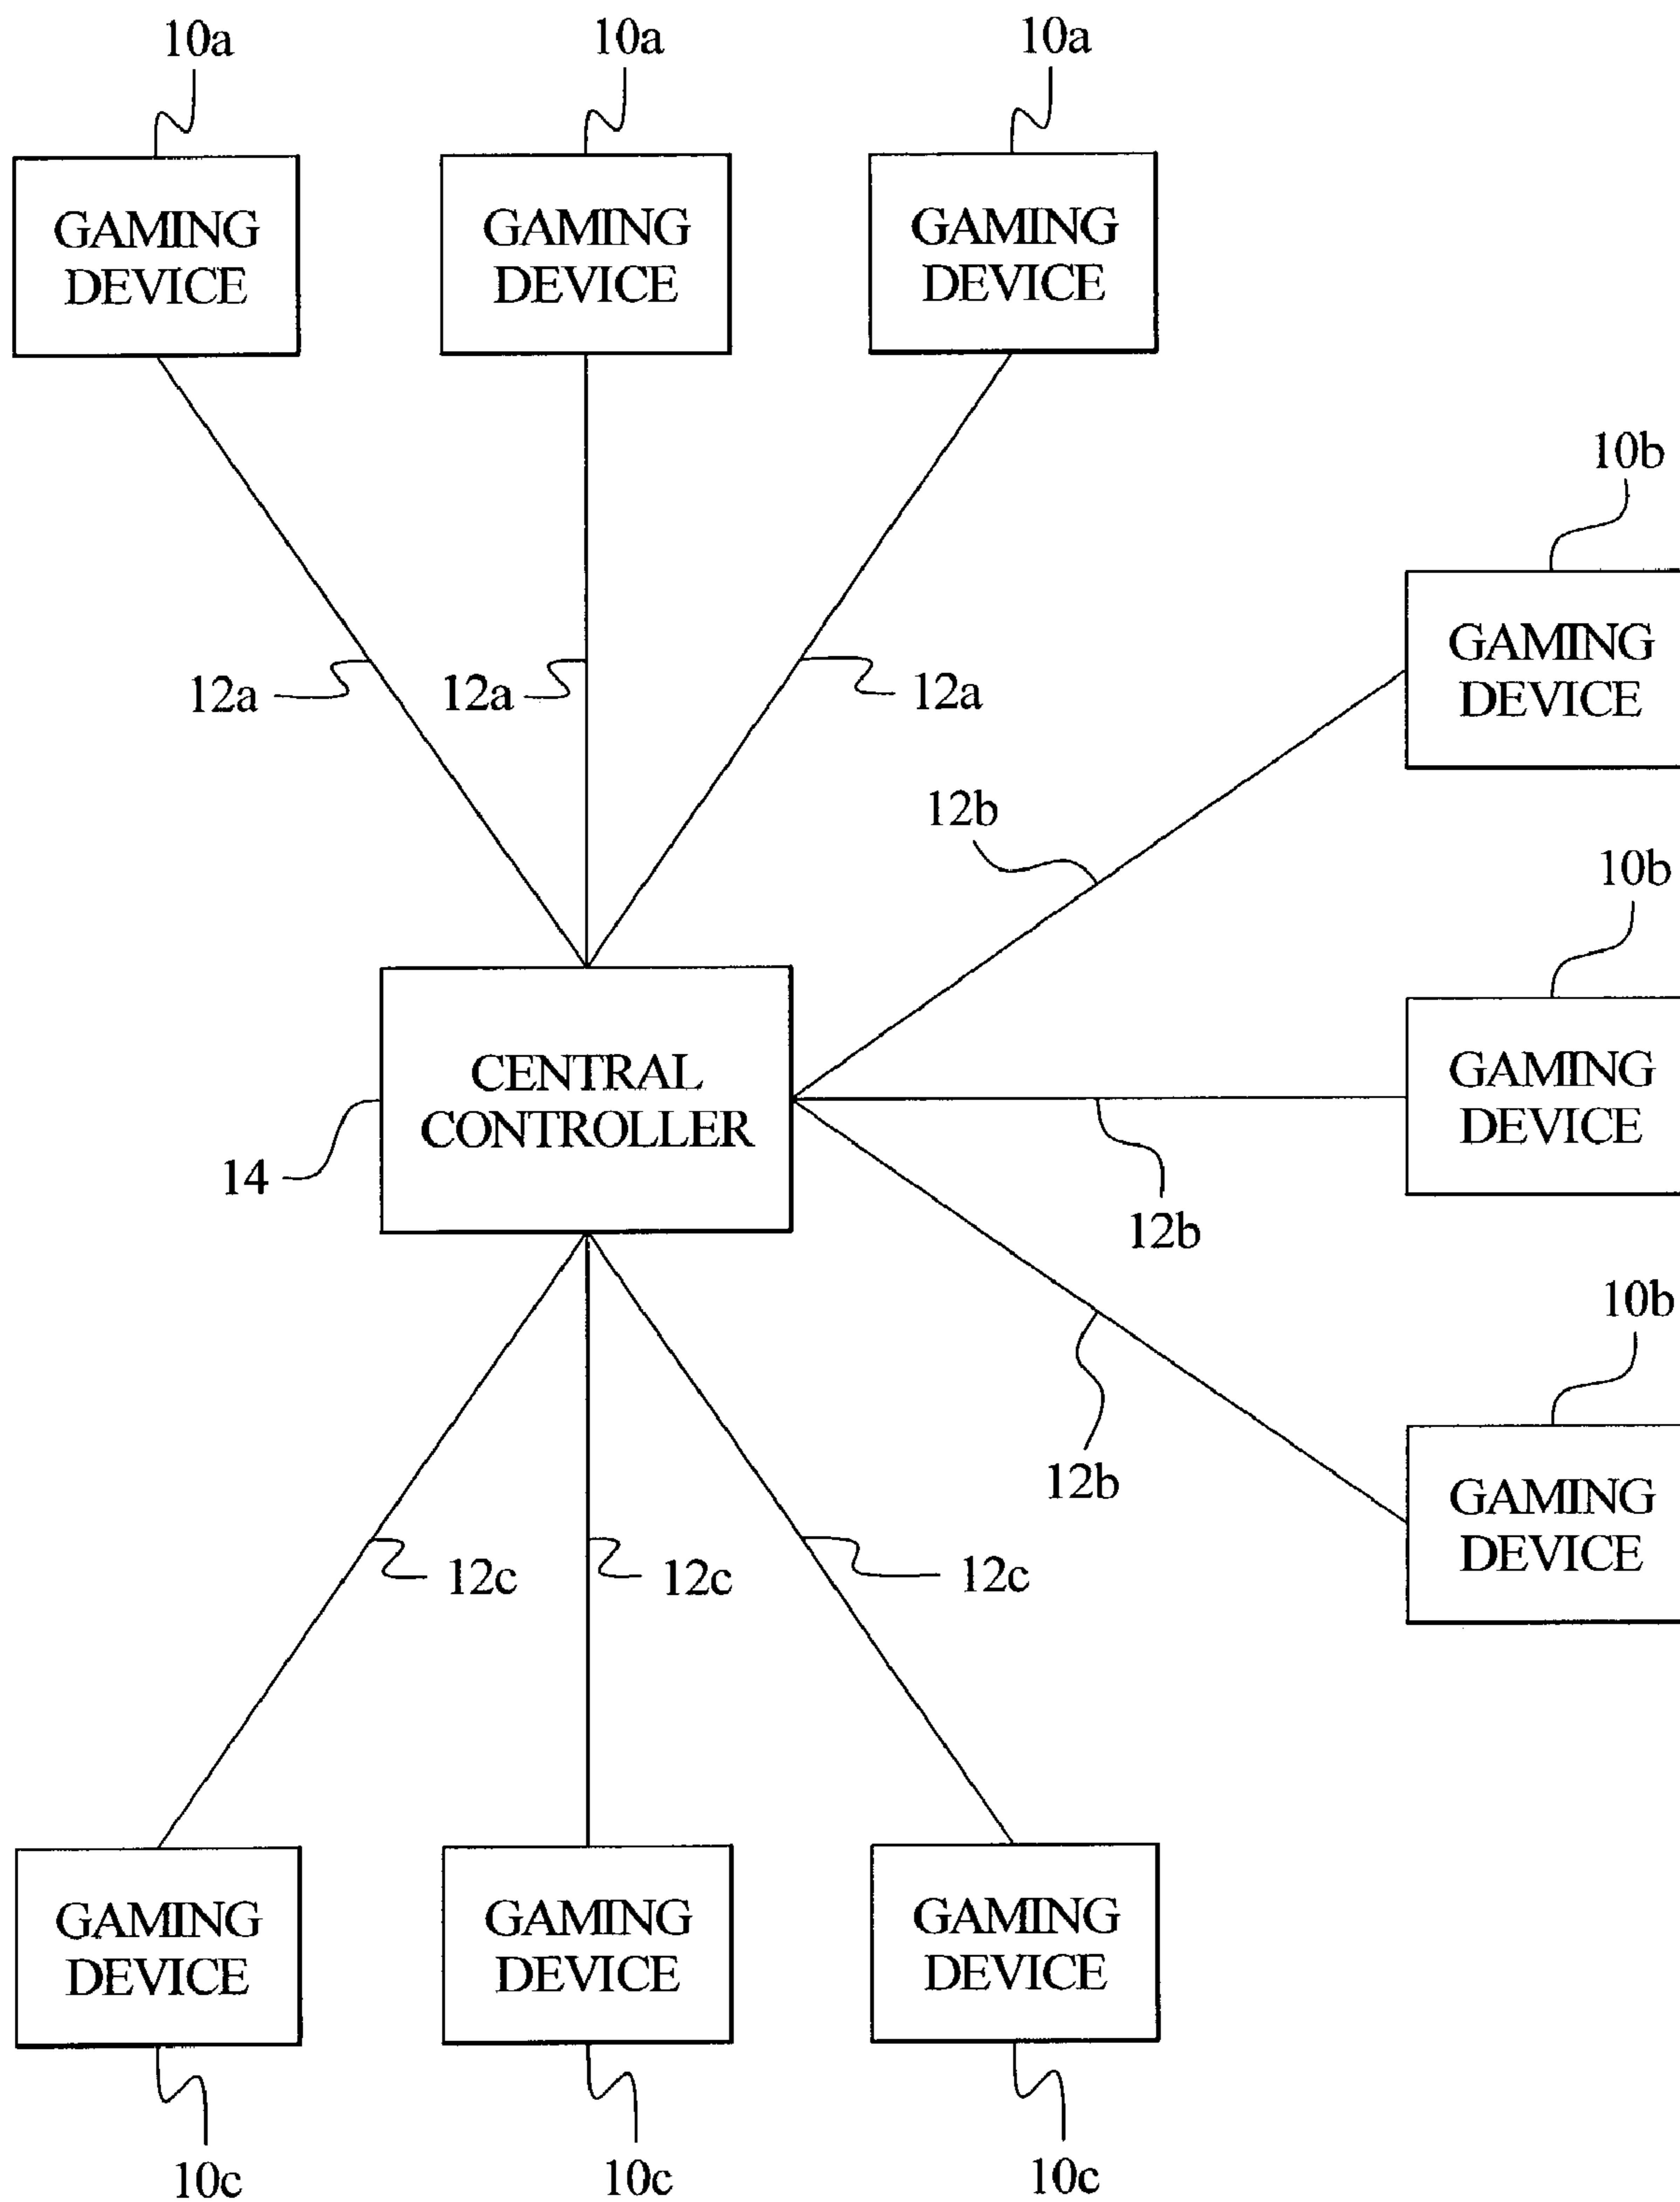 10a
10a
10a
GAMING
DEVICE
GAMING
DEVICE
GAMING
DEVICE
10b
GAMING
DEVICE
12a
12a
12a
12b
10b
CENTRAL
CONTROLLER
GAMING
DEVICE
14
12b
10b
12b
GAMING
DEVICE
12c
12c
12c
GAMING
DEVICE
GAMING
DEVICE
GAMING
DEVICE
10c
10c
10c